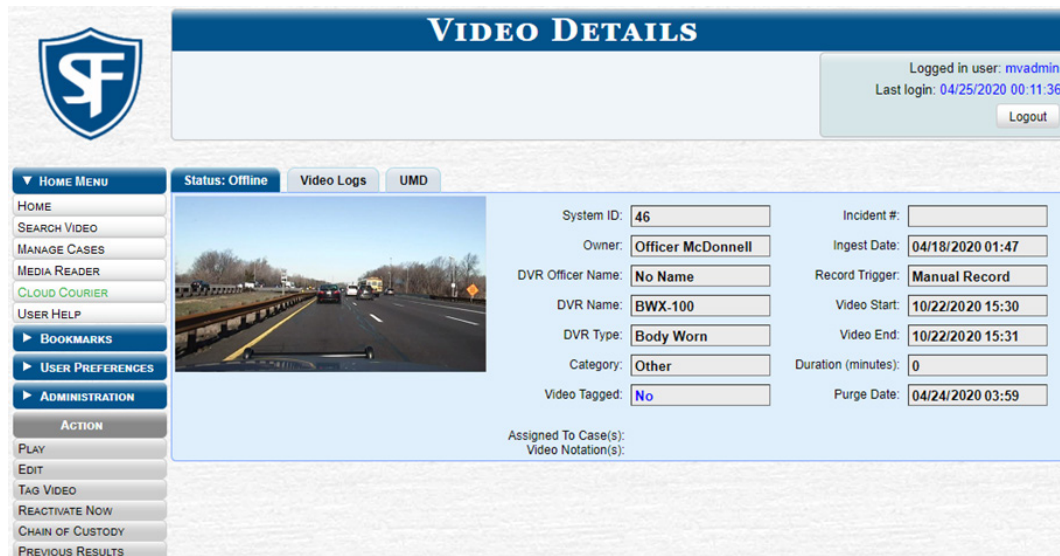 VIDEO DETAILS
SF
Logged in user: mvadmin
Last login: 04/25/2020 00:11:36
Logout
▼ HOME MENU
HOME
SEARCH VIDEO
MANAGE CASES
MEDIA READER
CLOUD COURIER
USER HELP
► BOOKMARKS
► USER PREFERENCES
► ADMINISTRATION
ACTION
PLAY
EDIT
TAG VIDEO
REACTIVATE NOW
CHAIN OF CUSTODY
PREVIOUS RESULTS
Status: Offline Video Logs UMD
System ID: 46 Incident #:
Owner: Officer McDonnell Ingest Date: 04/18/2020 01:47
DVR Officer Name: No Name Record Trigger: Manual Record
DVR Name: BWX-100 Video Start: 10/22/2020 15:30
DVR Type: Body Worn Video End: 10/22/2020 15:31
Category: Other Duration (minutes): 0
Video Tagged: No Purge Date: 04/24/2020 03:59
Assigned To Case(s):
Video Notation(s):